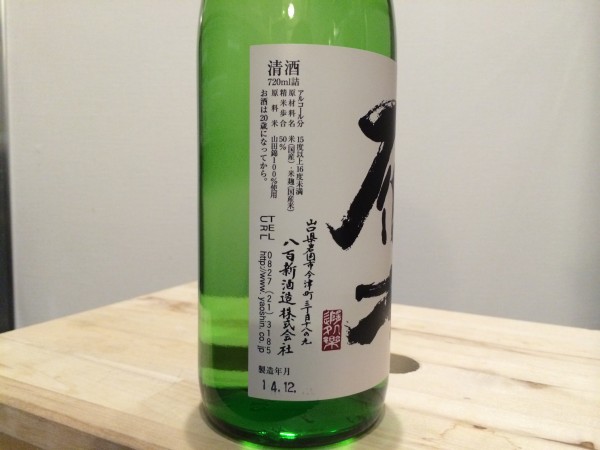 清酒
720ml詰
アルコール分 15度以上16度未満
原材料名 米(国産)・米麹(国産米)
精米歩合 50%
原料米 山田錦100%使用
お酒は20歳になってから。
山口県岩国市今津町三丁目十八の九
八百新酒造株式会社
TEL 0827(21)3185
URL http://www.yaoshin.co.jp
製造年月
14.12.